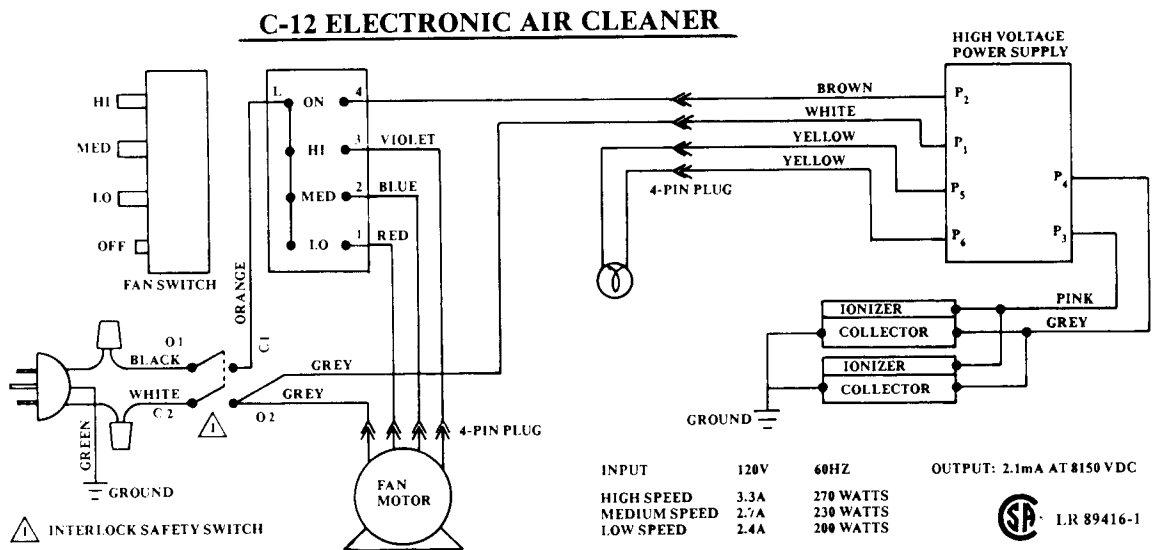 C-12 ELECTRONIC AIR CLEANER
HIGH VOLTAGE
POWER SUPPLY
HI
MED
LO
OFF
FAN SWITCH
L
ON
4
HI
3
VIOLET
MED
2
BLUE
LO
1
RED
BROWN
WHITE
YELLOW
YELLOW
4-PIN PLUG
P2
P1
P5
P6
P4
P3
ORANGE
O1
BLACK
C1
WHITE
C2
1
GREY
GREY
O2
GREEN
GROUND
1 INTERLOCK SAFETY SWITCH
4-PIN PLUG
FAN
MOTOR
IONIZER
COLLECTOR
IONIZER
COLLECTOR
PINK
GREY
GROUND
INPUT 120V 60HZ OUTPUT: 2.1mA AT 8150 VDC
HIGH SPEED 3.3A 270 WATTS
MEDIUM SPEED 2.7A 230 WATTS
LOW SPEED 2.4A 200 WATTS
SA LR 89416-1